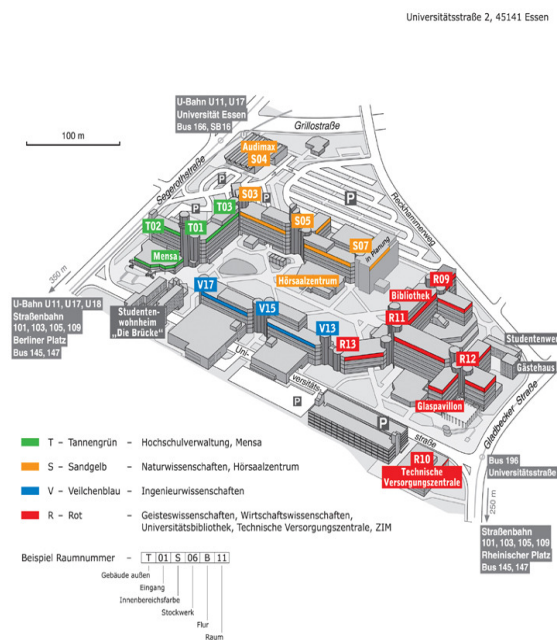 Universitätsstraße 2, 45141 Essen
U-Bahn U11, U17
Universität Essen
Bus 166, SB16
Grillostraße
100 m
Audimax
S04
Segerothstraße
Reckhammerweg
P
S03
P
T03
P
P
T02
T01
S05
Mensa
S07
in Planung
350 m
Hörsaalzentrum
R09
V17
Bibliothek
U-Bahn U11, U17, U18
Straßenbahn
101, 103, 105, 109
Berliner Platz
Bus 145, 147
Studenten-
wohnheim
„Die Brücke“
V15
R11
V13
R13
Studentenwer
R12
Gästehaus
Uni-
versitäts
straße
Glaspavillon
P
P
Gladbecker Straße
T – Tannengrün – Hochschulverwaltung, Mensa
S – Sandgelb – Naturwissenschaften, Hörsaalzentrum
V – Veilchenblau – Ingenieurwissenschaften
R – Rot – Geisteswissenschaften, Wirtschaftswissenschaften,
Universitätsbibliothek, Technische Versorgungszentrale, ZIM
R10
Technische
Versorgungszentrale
Bus 196
Universitätsstraße
250 m
Straßenbahn
101, 103, 105, 109
Rheinischer Platz
Bus 145, 147
Beispiel Raumnummer – T 01 S 06 B 11
Gebäude außen
Eingang
Innenbereichsfarbe
Stockwerk
Flur
Raum